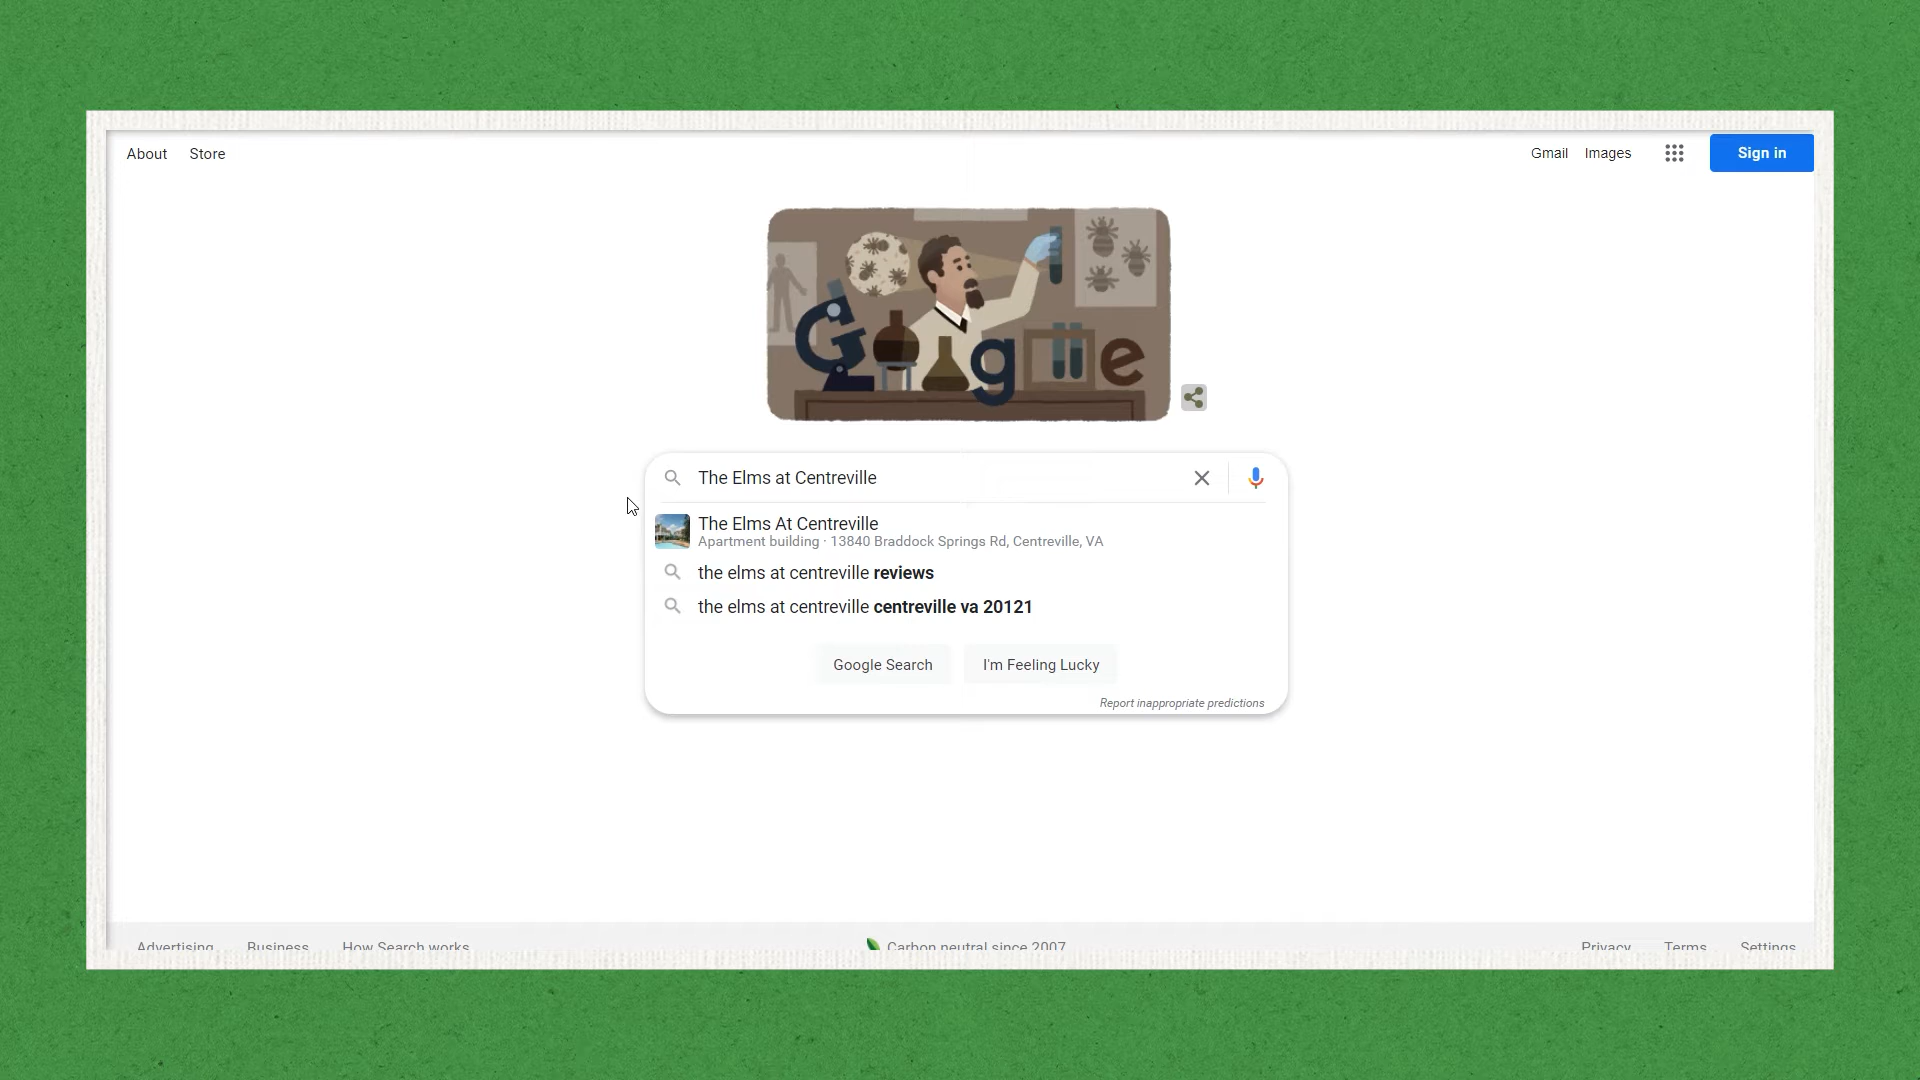 About Store
Gmail Images Sign in
Google
The Elms at Centreville
The Elms At Centreville
Apartment building · 13840 Braddock Springs Rd, Centreville, VA
the elms at centreville reviews
the elms at centreville centreville va 20121
Google Search I'm Feeling Lucky
Report inappropriate predictions
Advertising Business How Search works Carbon neutral since 2007 Privacy Terms Settings